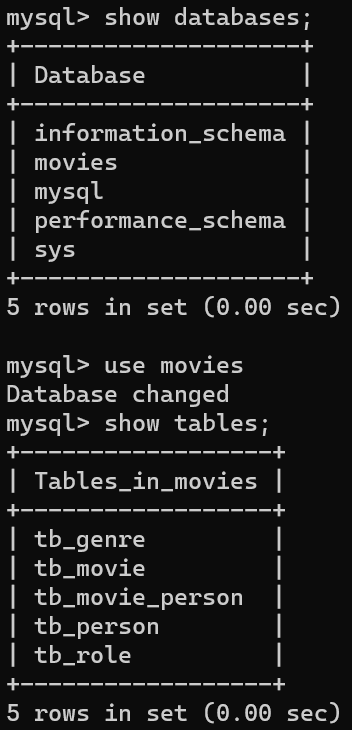 mysql> show databases;
+--------------------+
| Database           |
+--------------------+
| information_schema |
| movies             |
| mysql              |
| performance_schema |
| sys                |
+--------------------+
5 rows in set (0.00 sec)

mysql> use movies
Database changed
mysql> show tables;
+------------------+
| Tables_in_movies |
+------------------+
| tb_genre         |
| tb_movie         |
| tb_movie_person  |
| tb_person        |
| tb_role          |
+------------------+
5 rows in set (0.00 sec)